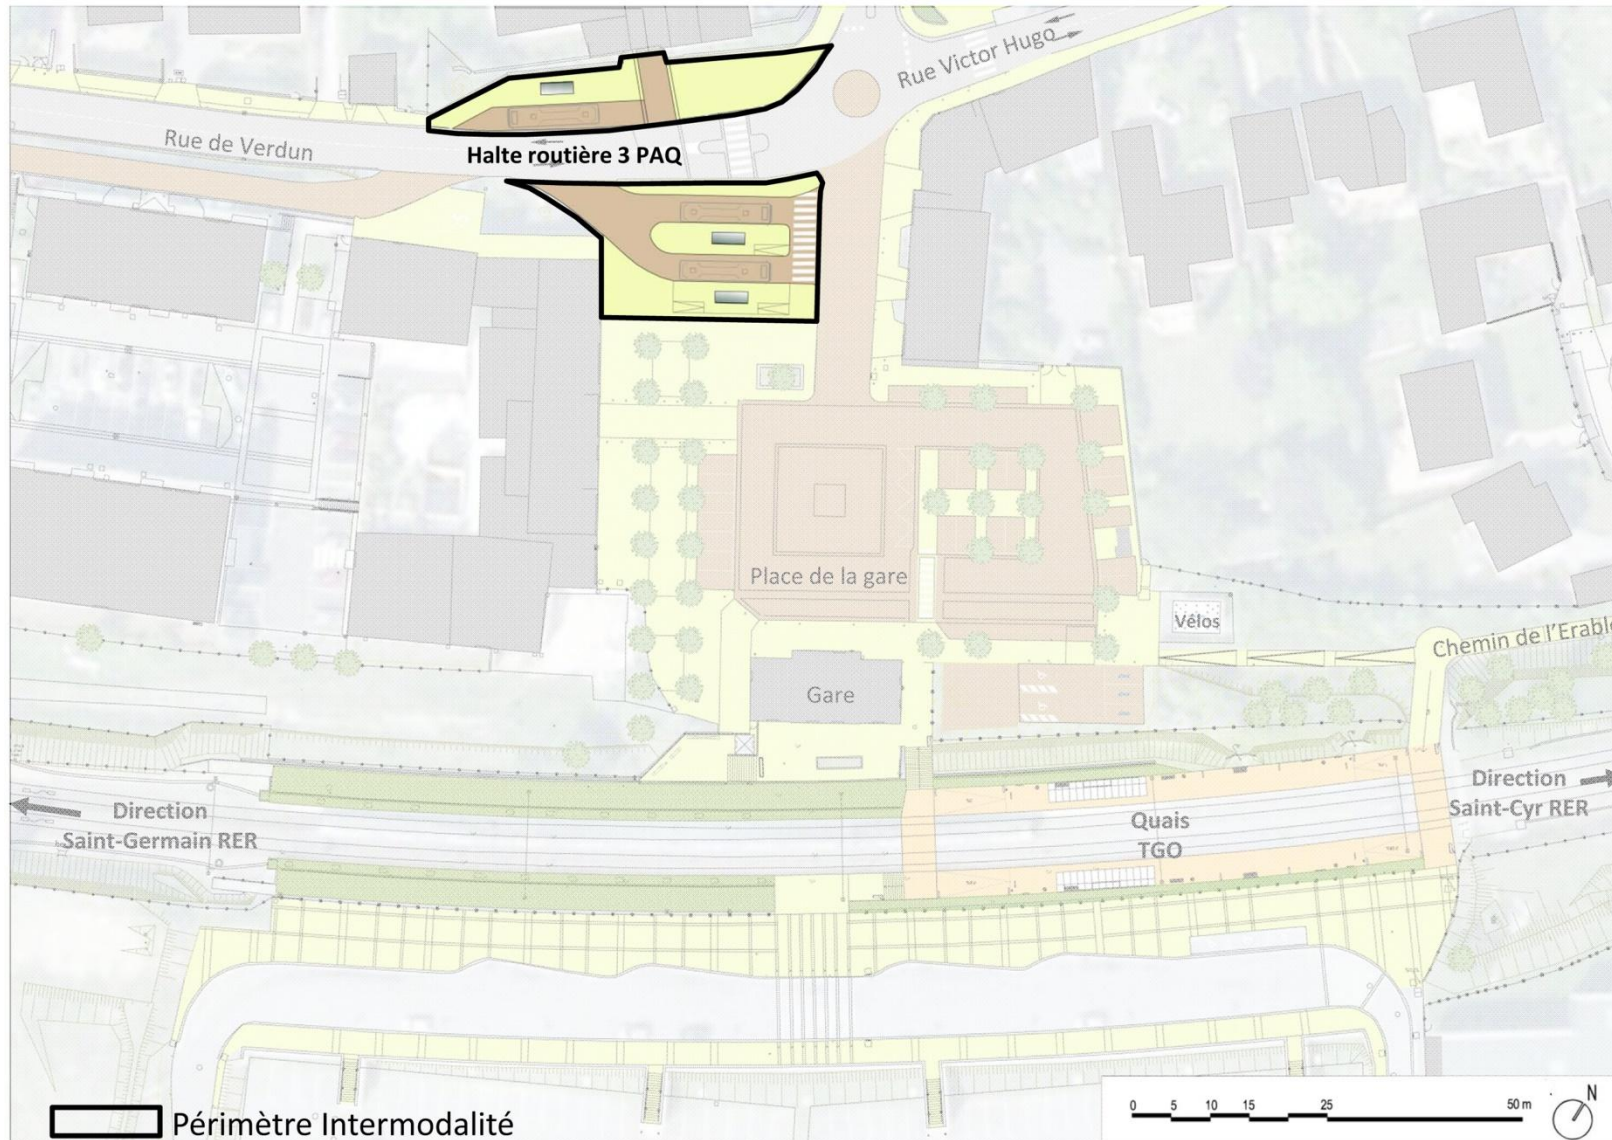 Rue Victor Hugo
Rue de Verdun
Halte routière 3 PAQ
Place de la gare
Vélos
Chemin de l'Erable
Gare
Direction
Saint-Germain RER
Quais
TGO
Direction
Saint-Cyr RER
Périmètre Intermodalité
0 5 10 15 25 50 m
N